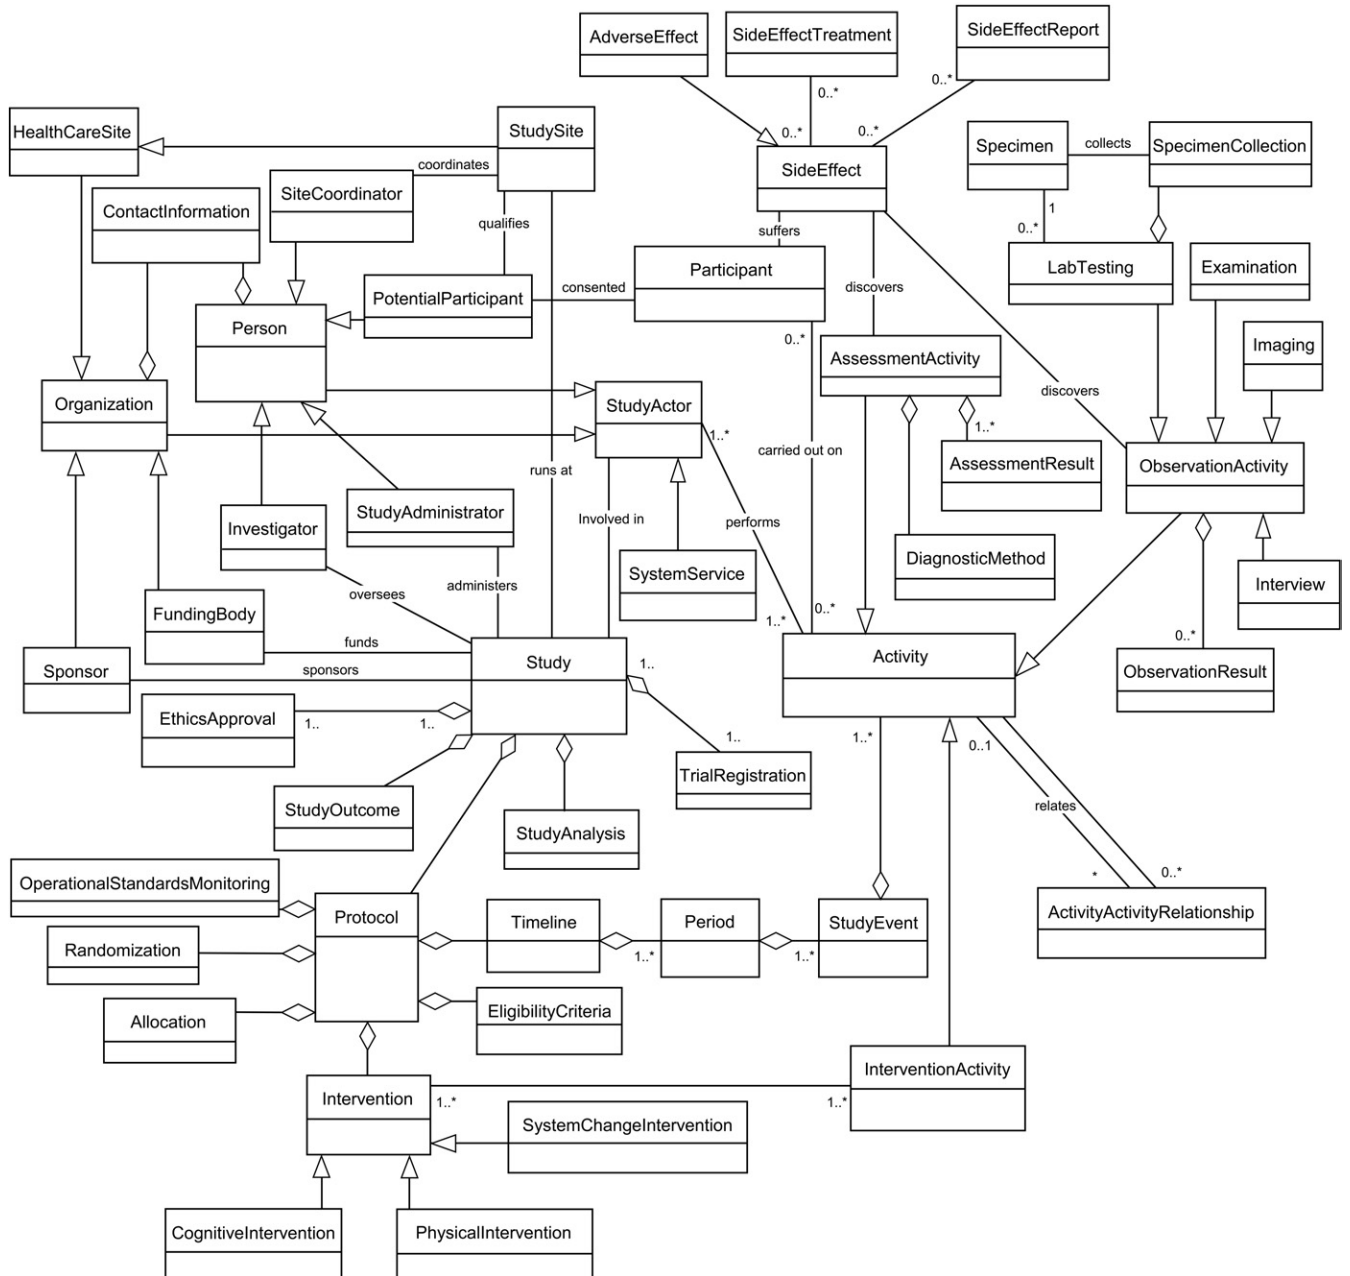 AdverseEffect
SideEffectTreatment
SideEffectReport
0..*
0..*
0..*
0..*
HealthCareSite
StudySite
coordinates
SiteCoordinator
ContactInformation
qualifies
SideEffect
suffers
Specimen
collects
SpecimenCollection
1
0..*
LabTesting
Examination
Participant
PotentialParticipant
consented
discovers
Person
0..*
AssessmentActivity
Imaging
discovers
Organization
StudyActor
1..*
1..*
carried out on
AssessmentResult
ObservationActivity
runs at
StudyAdministrator
Investigator
Involved in
performs
SystemService
DiagnosticMethod
Interview
oversees
administers
FundingBody
funds
1..*
0..*
0..*
Sponsor
sponsors
Study
1..
Activity
ObservationResult
EthicsApproval
1..
1..
1..
TrialRegistration
1..*
0..1
relates
StudyOutcome
StudyAnalysis
*
0..*
OperationalStandardsMonitoring
Protocol
Timeline
Period
StudyEvent
ActivityActivityRelationship
Randomization
1..*
1..*
Allocation
EligibilityCriteria
Intervention
1..*
1..*
InterventionActivity
SystemChangeIntervention
CognitiveIntervention
PhysicalIntervention